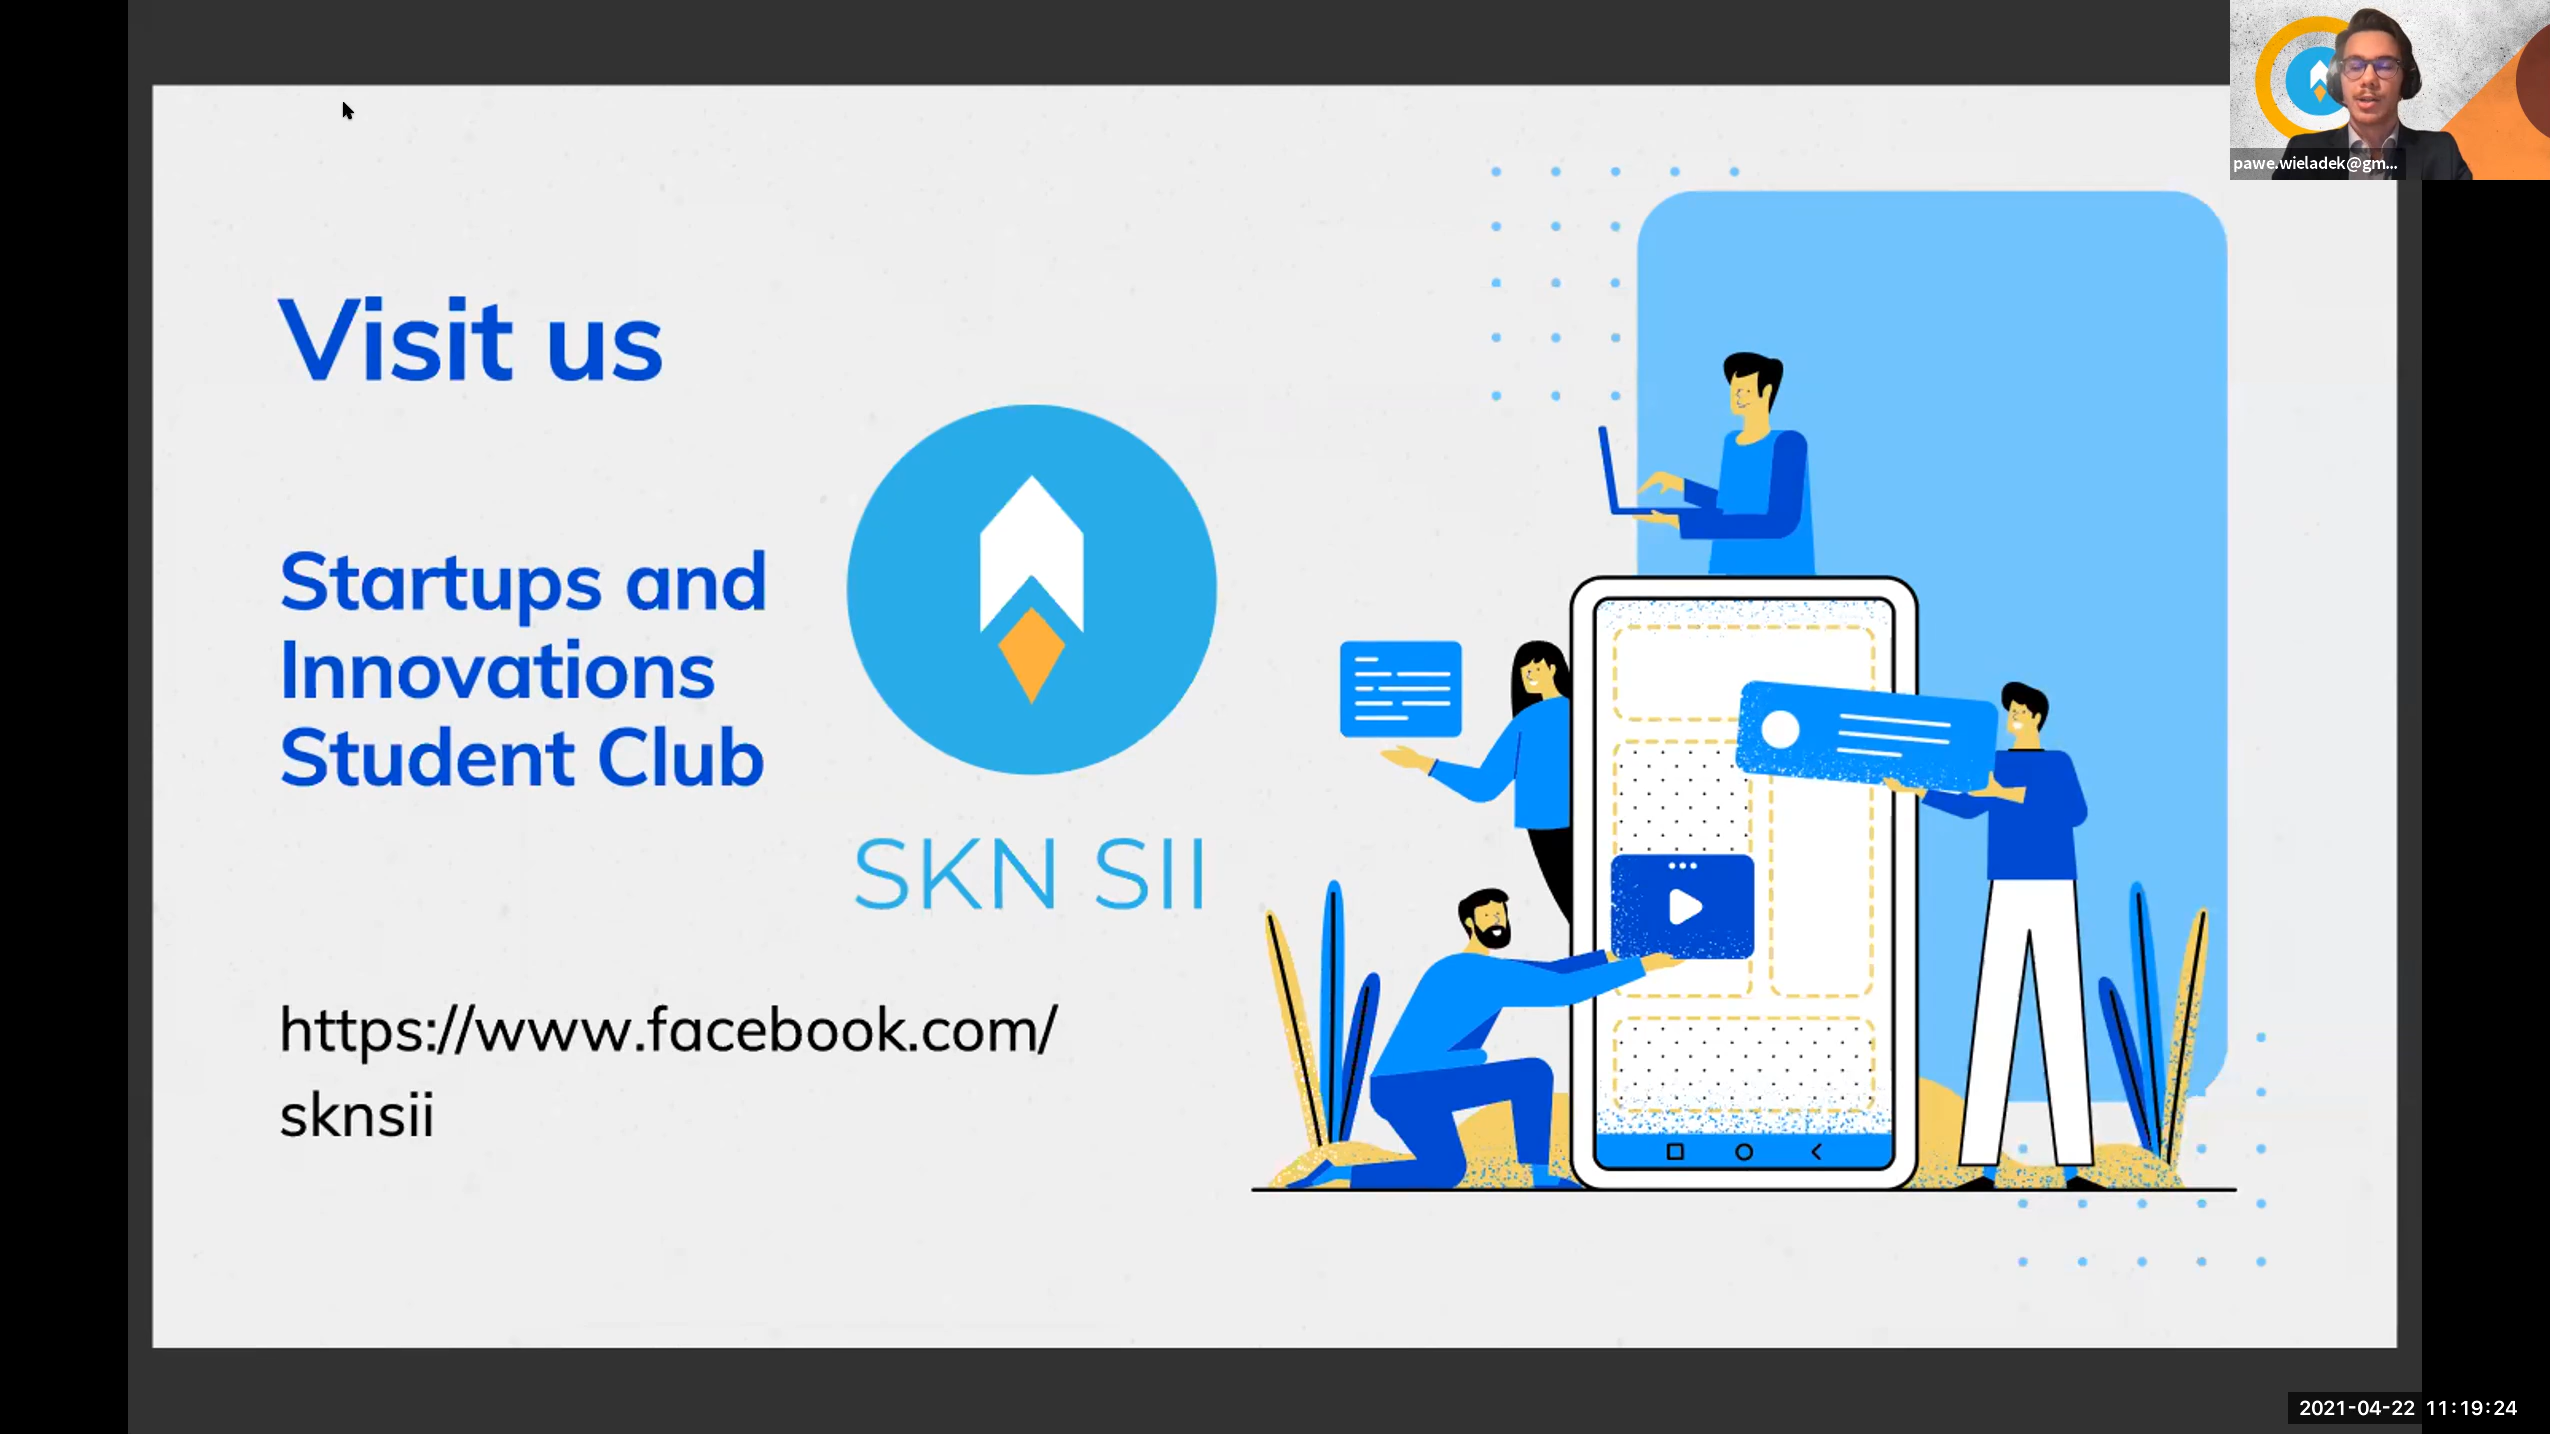 pawe.wieladek@gm...
Visit us
Startups and
Innovations
Student Club
SKN SII
https://www.facebook.com/
sknsii
2021-04-22 11:19:24